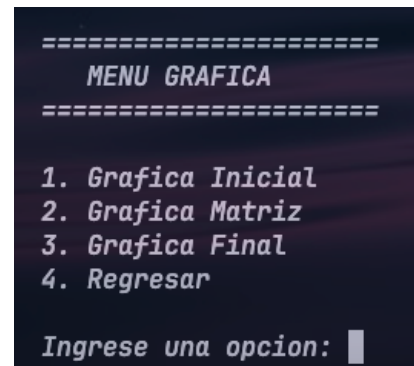 ======================
MENU GRAFICA
======================
1. Grafica Inicial
2. Grafica Matriz
3. Grafica Final
4. Regresar
Ingrese una opcion: